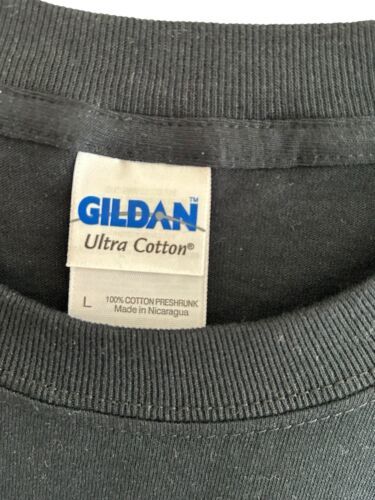 GILDAN™
Ultra Cotton®
L 100% COTTON PRESHRUNK
Made in Nicaragua